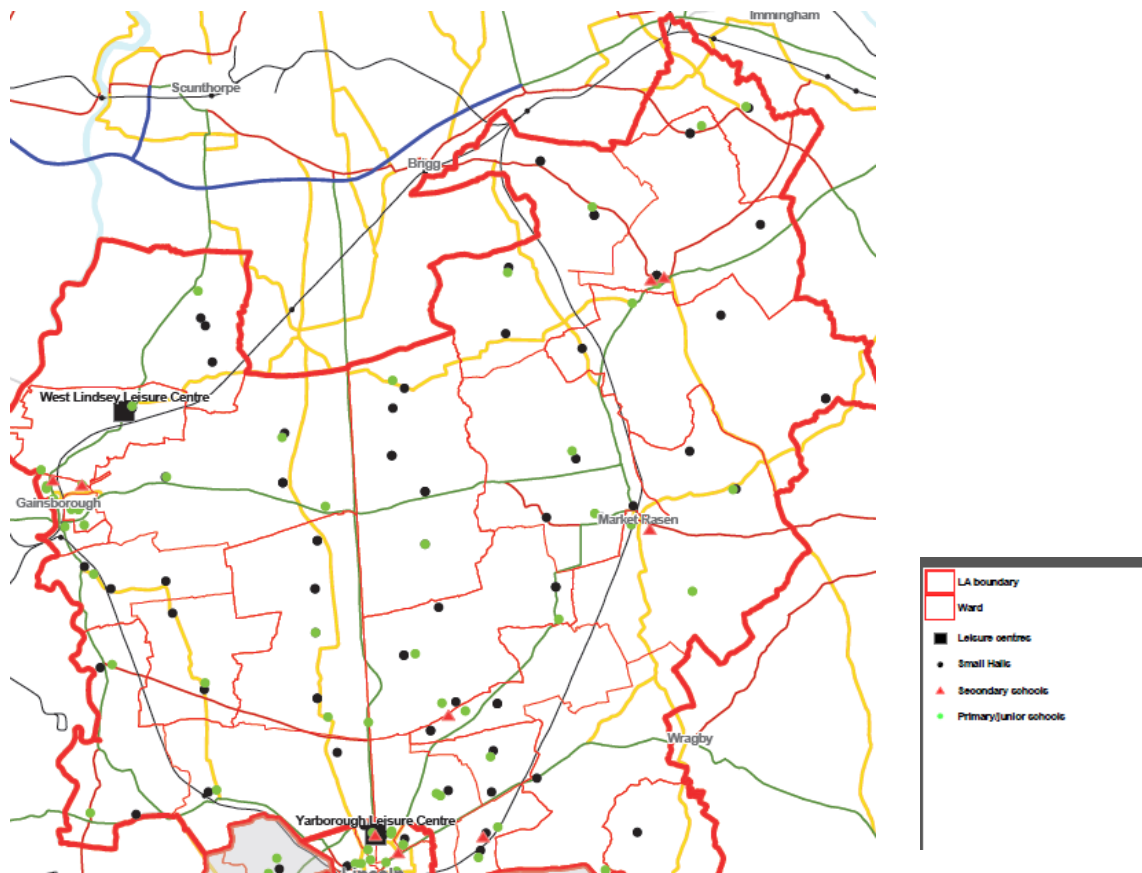 Immingham
Scunthorpe
Brigg
West Lindsey Leisure Centre
Gainsborough
Market Rasen
Wragby
Yarborough Leisure Centre
Lincoln
LA boundary
Ward
Leisure centres
Small Halls
Secondary schools
Primary/junior schools